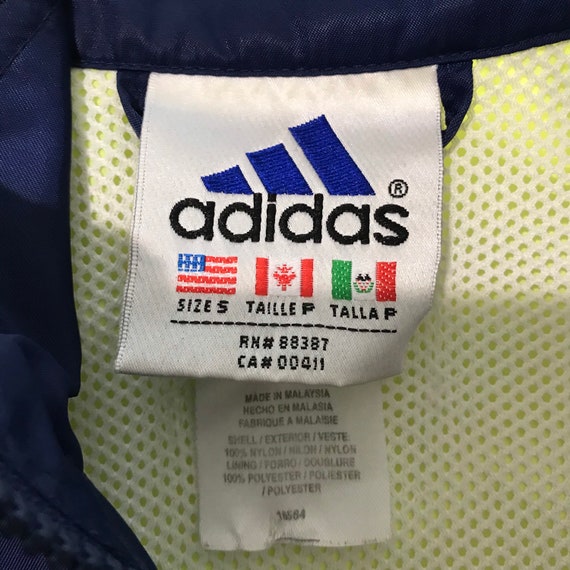 adidas®
SIZE S TAILLE P TALLA P
RN# 88387
CA# 00411
MADE IN MALAYSIA
HECHO EN MALASIA
FABRIQUE A MALAISIE
SHELL / EXTERIOR / VESTE
100% NYLON / NILON / NYLON
LINING / FORRO / DOUBLURE
100% POLYESTER / POLIESTER
/ POLYESTER